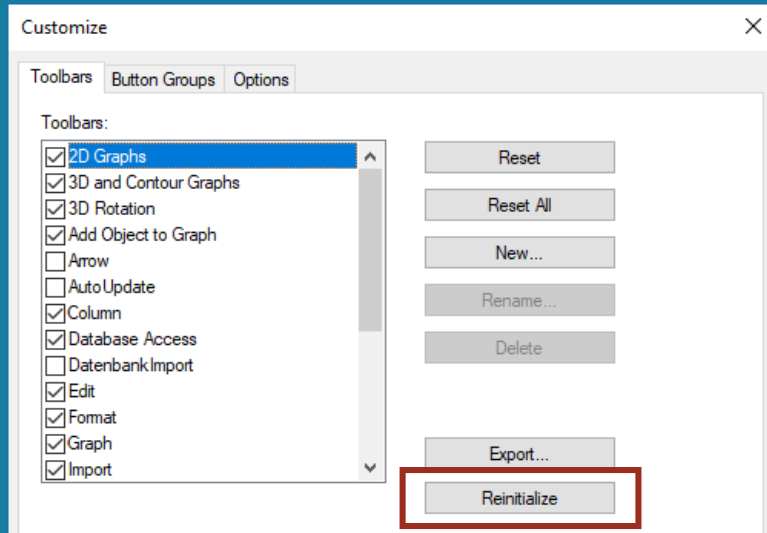 Customize
Toolbars Button Groups Options
Toolbars:
2D Graphs
3D and Contour Graphs
3D Rotation
Add Object to Graph
Arrow
AutoUpdate
Column
Database Access
DatenbankImport
Edit
Format
Graph
Import
Reset
Reset All
New...
Rename...
Delete
Export...
Reinitialize